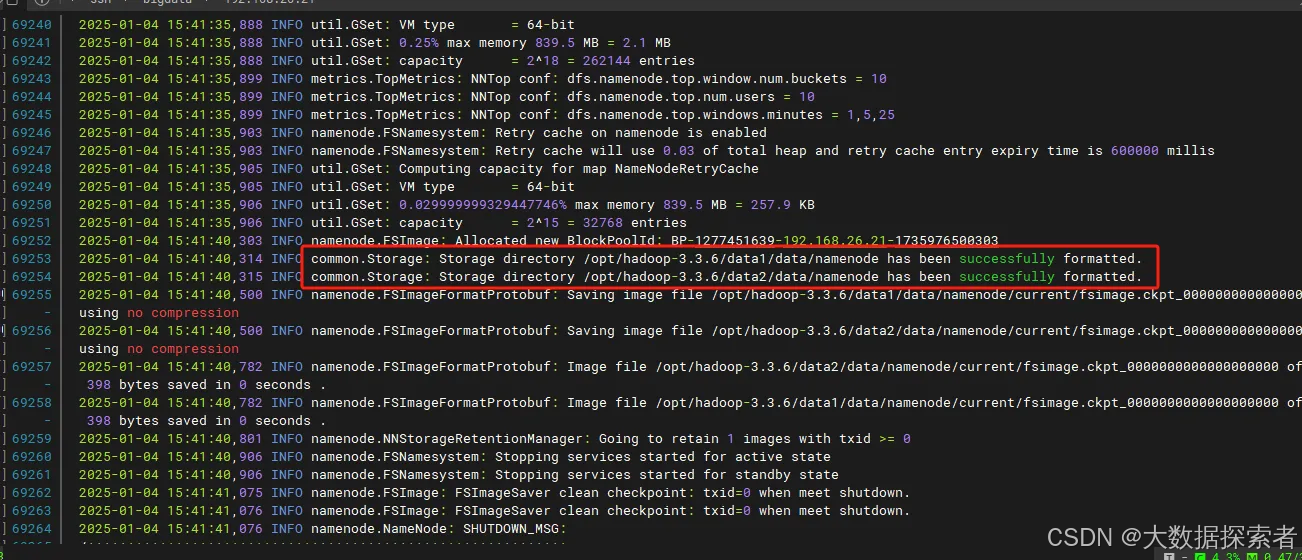 69240 2025-01-04 15:41:35,888 INFO util.GSet: VM type = 64-bit
69241 2025-01-04 15:41:35,888 INFO util.GSet: 0.25% max memory 839.5 MB = 2.1 MB
69242 2025-01-04 15:41:35,888 INFO util.GSet: capacity = 2^18 = 262144 entries
69243 2025-01-04 15:41:35,899 INFO metrics.TopMetrics: NNTop conf: dfs.namenode.top.window.num.buckets = 10
69244 2025-01-04 15:41:35,899 INFO metrics.TopMetrics: NNTop conf: dfs.namenode.top.num.users = 10
69245 2025-01-04 15:41:35,899 INFO metrics.TopMetrics: NNTop conf: dfs.namenode.top.windows.minutes = 1,5,25
69246 2025-01-04 15:41:35,903 INFO namenode.FSNamesystem: Retry cache on namenode is enabled
69247 2025-01-04 15:41:35,903 INFO namenode.FSNamesystem: Retry cache will use 0.03 of total heap and retry cache entry expiry time is 600000 millis
69248 2025-01-04 15:41:35,905 INFO util.GSet: Computing capacity for map NameNodeRetryCache
69249 2025-01-04 15:41:35,905 INFO util.GSet: VM type = 64-bit
69250 2025-01-04 15:41:35,906 INFO util.GSet: 0.029999999329447746% max memory 839.5 MB = 257.9 KB
69251 2025-01-04 15:41:35,906 INFO util.GSet: capacity = 2^15 = 32768 entries
69252 2025-01-04 15:41:40,303 INFO namenode.FSImage: Allocated new BlockPoolId: BP-1277451639-192.168.26.21-1735976500303
69253 2025-01-04 15:41:40,314 INFO common.Storage: Storage directory /opt/hadoop-3.3.6/data1/data/namenode has been successfully formatted.
69254 2025-01-04 15:41:40,315 INFO common.Storage: Storage directory /opt/hadoop-3.3.6/data2/data/namenode has been successfully formatted.
69255 2025-01-04 15:41:40,500 INFO namenode.FSImageFormatProtobuf: Saving image file /opt/hadoop-3.3.6/data1/data/namenode/current/fsimage.ckpt_000000000000000
- using no compression
69256 2025-01-04 15:41:40,500 INFO namenode.FSImageFormatProtobuf: Saving image file /opt/hadoop-3.3.6/data2/data/namenode/current/fsimage.ckpt_000000000000000
- using no compression
69257 2025-01-04 15:41:40,782 INFO namenode.FSImageFormatProtobuf: Image file /opt/hadoop-3.3.6/data2/data/namenode/current/fsimage.ckpt_0000000000000000000 of
- 398 bytes saved in 0 seconds .
69258 2025-01-04 15:41:40,782 INFO namenode.FSImageFormatProtobuf: Image file /opt/hadoop-3.3.6/data1/data/namenode/current/fsimage.ckpt_0000000000000000000 of
- 398 bytes saved in 0 seconds .
69259 2025-01-04 15:41:40,801 INFO namenode.NNStorageRetentionManager: Going to retain 1 images with txid >= 0
69260 2025-01-04 15:41:40,906 INFO namenode.FSNamesystem: Stopping services started for active state
69261 2025-01-04 15:41:40,906 INFO namenode.FSNamesystem: Stopping services started for standby state
69262 2025-01-04 15:41:41,075 INFO namenode.FSImage: FSImageSaver clean checkpoint: txid=0 when meet shutdown.
69263 2025-01-04 15:41:41,076 INFO namenode.FSImage: FSImageSaver clean checkpoint: txid=0 when meet shutdown.
69264 2025-01-04 15:41:41,076 INFO namenode.NameNode: SHUTDOWN_MSG:
CSDN @大数据探索者